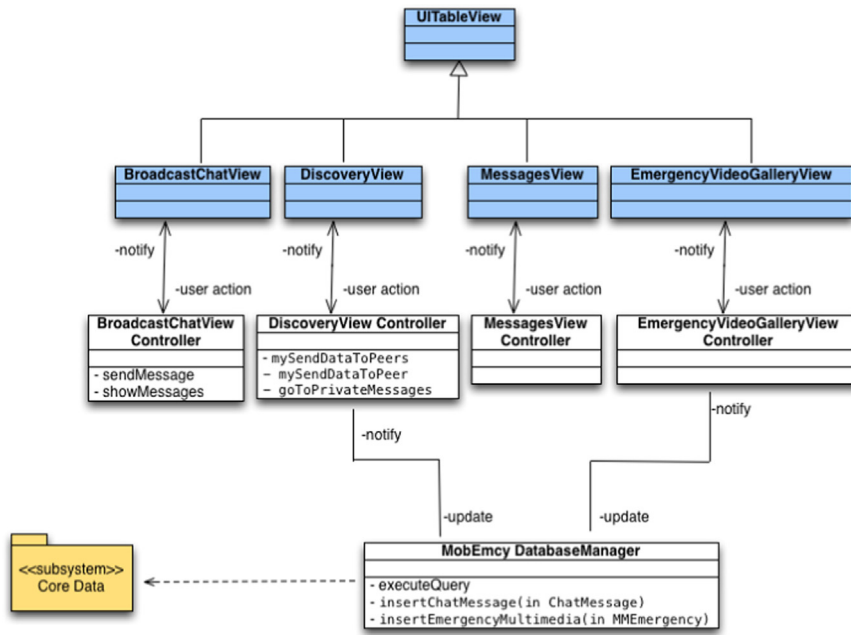 UITableView
BroadcastChatView
DiscoveryView
MessagesView
EmergencyVideoGalleryView
-notify
-notify
-notify
-notify
-user action
-user action
-user action
-user action
BroadcastChatView
Controller
- sendMessage
- showMessages
DiscoveryView Controller
- mySendDataToPeers
- mySendDataToPeer
- goToPrivateMessages
MessagesView
Controller
EmergencyVideoGalleryView
Controller
-notify
-notify
-update
-update
MobEmcy DatabaseManager
- executeQuery
- insertChatMessage(in ChatMessage)
- insertEmergencyMultimedia(in MMEmergency)
<<subsystem>>
Core Data